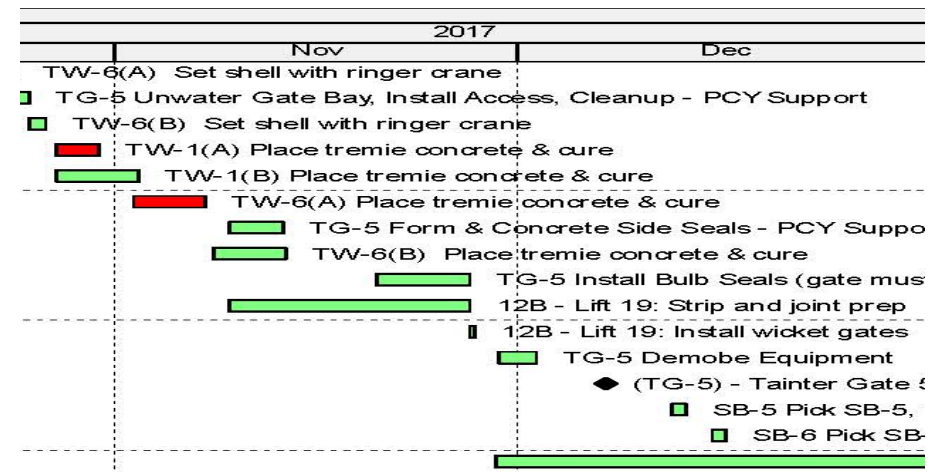 2017
Nov Dec
TW-6(A) Set shell with ringer crane
TG-5 Unwater Gate Bay, Install Access, Cleanup - PCY Support
TW-6(B) Set shell with ringer crane
TW-1(A) Place tremie concrete & cure
TW-1(B) Place tremie concrete & cure
TW-6(A) Place tremie concrete & cure
TG-5 Form & Concrete Side Seals - PCY Suppo
TW-6(B) Place tremie concrete & cure
TG-5 Install Bulb Seals (gate mus
12B - Lift 19: Strip and joint prep
12B - Lift 19: Install wicket gates
TG-5 Demobe Equipment
(TG-5) - Tainter Gate 5
SB-5 Pick SB-5,
SB-6 Pick SB-